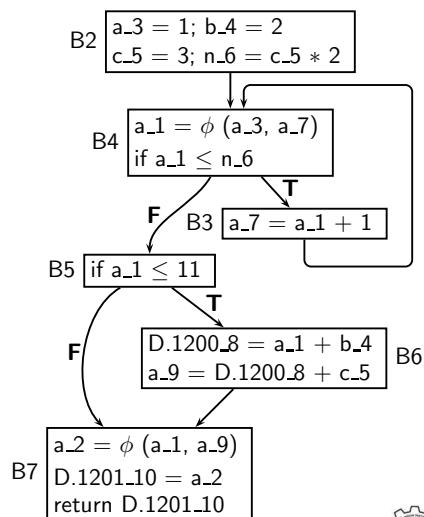 B2
a_3 = 1; b_4 = 2
c_5 = 3; n_6 = c_5 * 2
B4
a_1 = ϕ (a_3, a_7)
if a_1 ≤ n_6
F
T
B3
a_7 = a_1 + 1
B5
if a_1 ≤ 11
F
T
D.1200_8 = a_1 + b_4
a_9 = D.1200_8 + c_5
B6
B7
a_2 = ϕ (a_1, a_9)
D.1201_10 = a_2
return D.1201_10